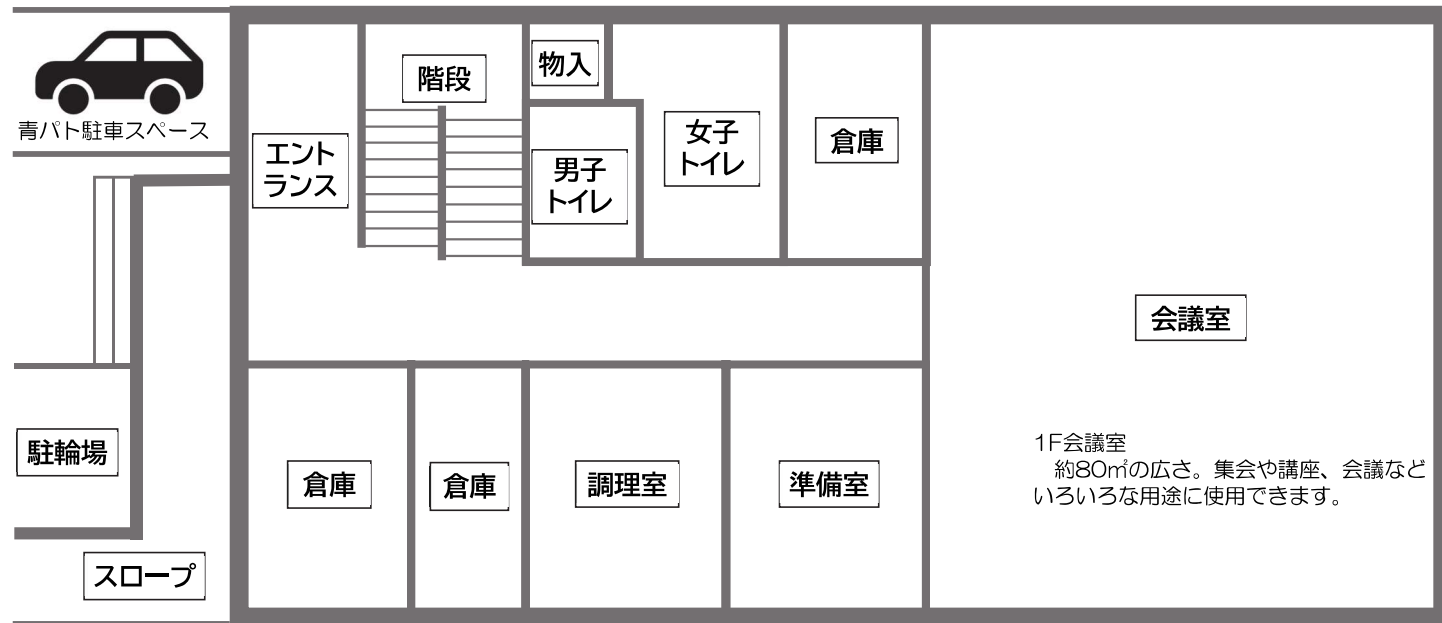 青パト駐車スペース
エント
ランス
階段
物入
男子
トイレ
女子
トイレ
倉庫
会議室
1F会議室
　約80㎡の広さ。集会や講座、会議など
いろいろな用途に使用できます。
駐輪場
スロープ
倉庫
倉庫
調理室
準備室